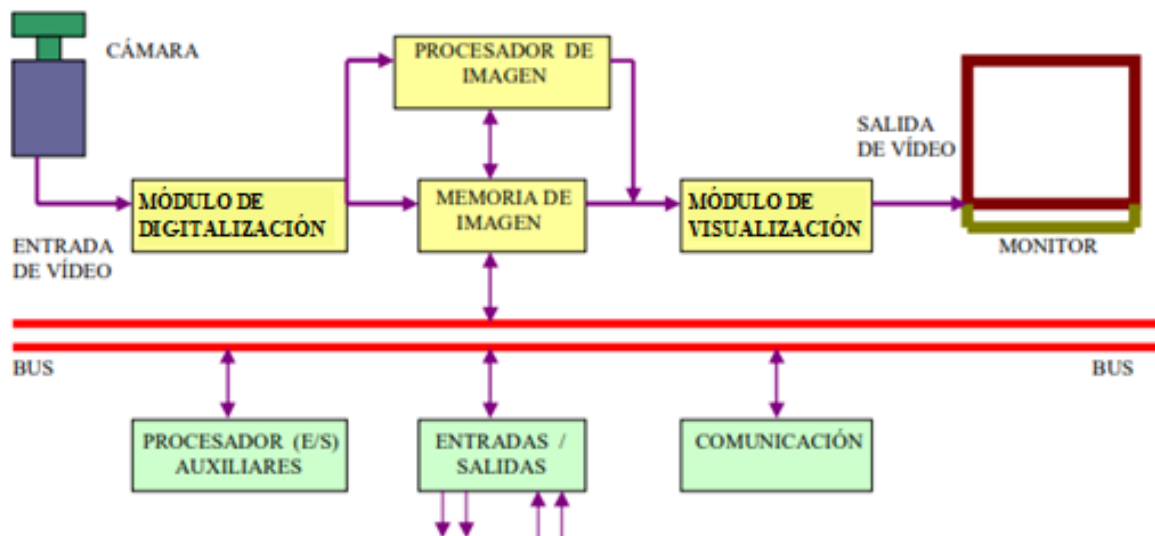 CÁMARA
PROCESADOR DE
IMAGEN
SALIDA
DE VÍDEO
MÓDULO DE
DIGITALIZACIÓN
MEMORIA DE
IMAGEN
MÓDULO DE
VISUALIZACIÓN
ENTRADA
DE VÍDEO
MONITOR
BUS
BUS
PROCESADOR (E/S)
AUXILIARES
ENTRADAS /
SALIDAS
COMUNICACIÓN